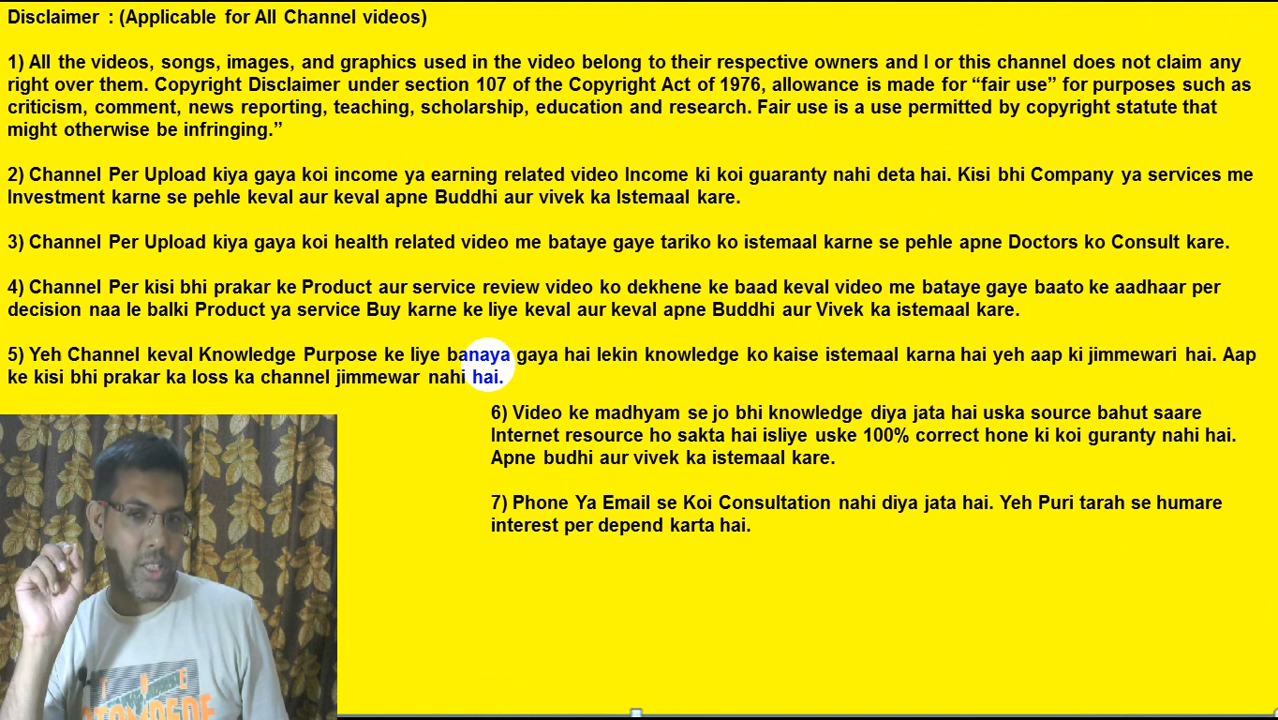 Disclaimer : (Applicable for All Channel videos)
1) All the videos, songs, images, and graphics used in the video belong to their respective owners and I or this channel does not claim any
right over them. Copyright Disclaimer under section 107 of the Copyright Act of 1976, allowance is made for “fair use” for purposes such as
criticism, comment, news reporting, teaching, scholarship, education and research. Fair use is a use permitted by copyright statute that
might otherwise be infringing.”
2) Channel Per Upload kiya gaya koi income ya earning related video Income ki koi guaranty nahi deta hai. Kisi bhi Company ya services me
Investment karne se pehle keval aur keval apne Buddhi aur vivek ka Istemaal kare.
3) Channel Per Upload kiya gaya koi health related video me bataye gaye tariko ko istemaal karne se pehle apne Doctors ko Consult kare.
4) Channel Per kisi bhi prakar ke Product aur service review video ko dekhene ke baad keval video me bataye gaye baato ke aadhaar per
decision naa le balki Product ya service Buy karne ke liye keval aur keval apne Buddhi aur Vivek ka istemaal kare.
5) Yeh Channel keval Knowledge Purpose ke liye banaya gaya hai lekin knowledge ko kaise istemaal karna hai yeh aap ki jimmewari hai. Aap
ke kisi bhi prakar ka loss ka channel jimmewar nahi hai.
6) Video ke madhyam se jo bhi knowledge diya jata hai uska source bahut saare
Internet resource ho sakta hai isliye uske 100% correct hone ki koi guranty nahi hai.
Apne budhi aur vivek ka istemaal kare.
7) Phone Ya Email se Koi Consultation nahi diya jata hai. Yeh Puri tarah se humare
interest per depend karta hai.